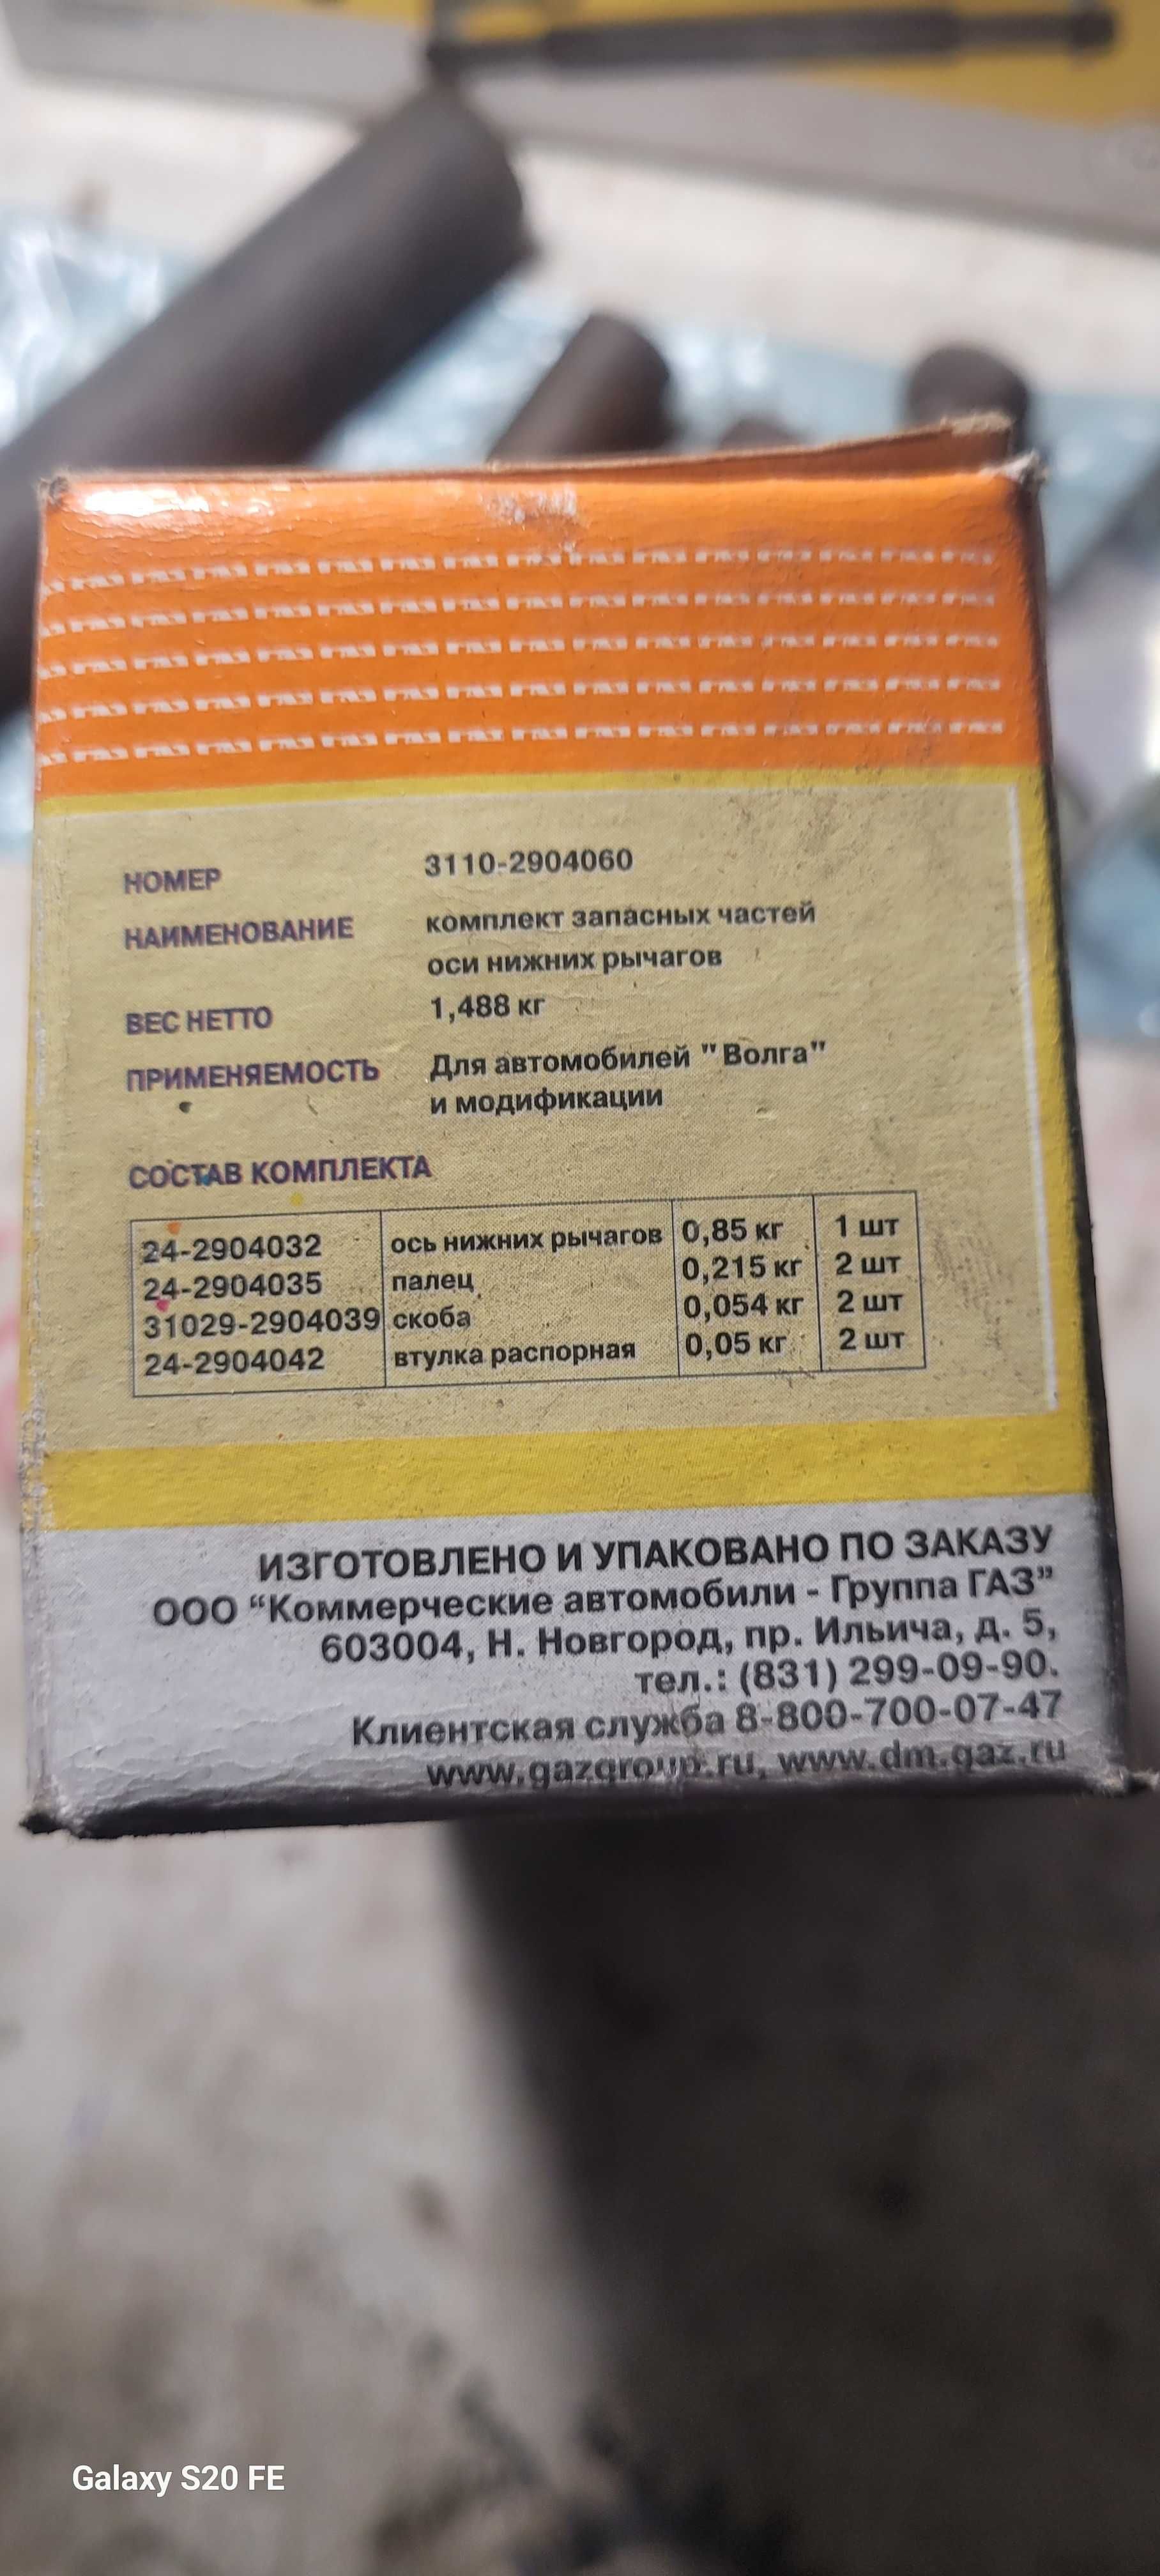 НОМЕР 3110-2904060
НАИМЕНОВАНИЕ комплект запасных частей
оси нижних рычагов
ВЕС НЕТТО 1,488 кг
ПРИМЕНЯЕМОСТЬ Для автомобилей "Волга"
и модификации
СОСТАВ КОМПЛЕКТА
24-2904032 ось нижних рычагов 0,85 кг 1 шт
24-2904035 палец 0,215 кг 2 шт
31029-2904039 скоба 0,054 кг 2 шт
24-2904042 втулка распорная 0,05 кг 2 шт
ИЗГОТОВЛЕНО И УПАКОВАНО ПО ЗАКАЗУ
ООО “Коммерческие автомобили - Группа ГАЗ”
603004, Н. Новгород, пр. Ильича, д. 5,
тел.: (831) 299-09-90.
Клиентская служба 8-800-700-07-47
www.gazgroup.ru, www.dm.gaz.ru
Galaxy S20 FE